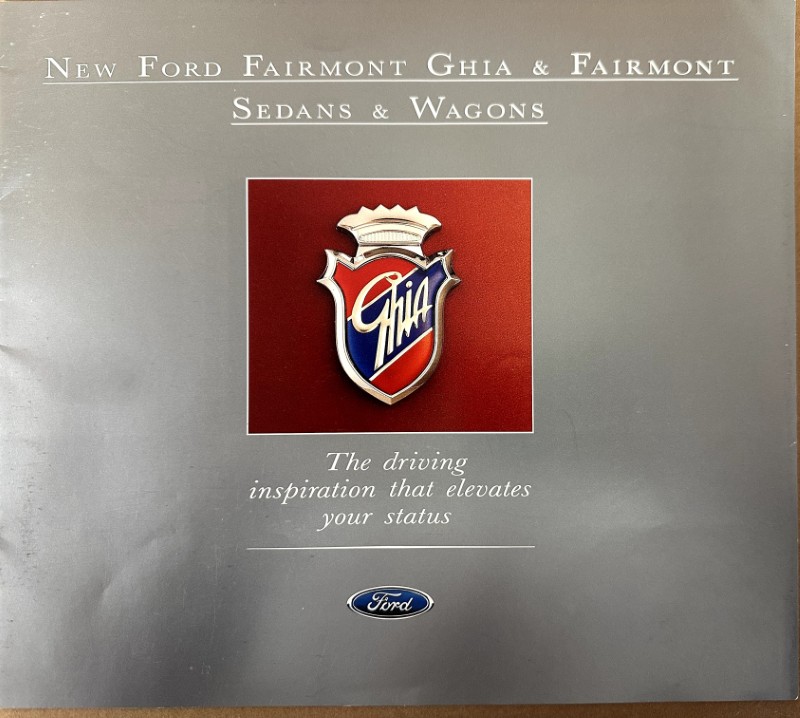 New Ford Fairmont Ghia & Fairmont
Sedans & Wagons
Ghia
The driving
inspiration that elevates
your status
Ford